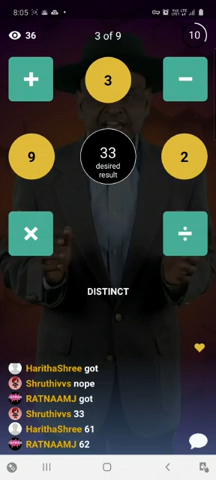 8:05
36
3 of 9
10
+
3
−
9
33
desired
result
2
×
÷
DISTINCT
HarithaShree got
Shruthivvs nope
RATNAAMJ got
Shruthivvs 33
HarithaShree 61
RATNAAMJ 62